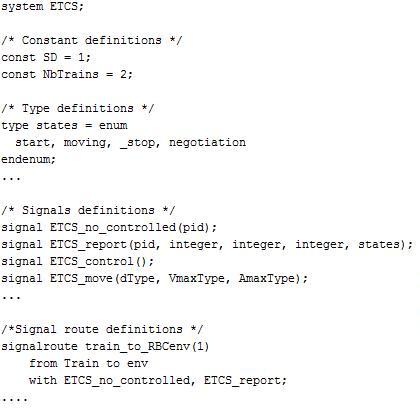 system ETCS;
/* Constant definitions */
const SD = 1;
const NbTrains = 2;
/* Type definitions */
type states = enum
start, moving, _stop, negotiation
endenum;
...
/* Signals definitions */
signal ETCS_no_controlled(pid);
signal ETCS_report(pid, integer, integer, integer, states);
signal ETCS_control();
signal ETCS_move(dType, VmaxType, AmaxType);
...
/*Signal route definitions */
signalroute train_to_RBCenv(1)
from Train to env
with ETCS_no_controlled, ETCS_report;
....